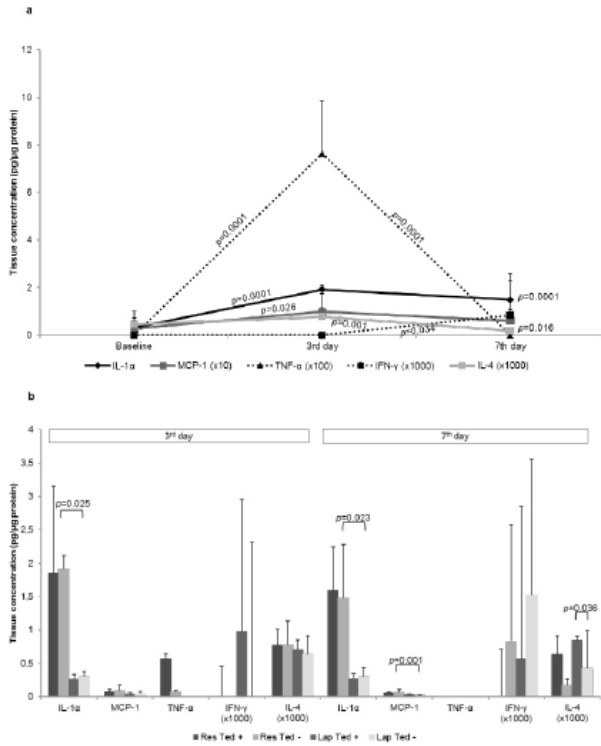 a
Tissue concentration (pg/µg protein)
12
10
8
6
4
2
0
p=0.0001
p=0.0001
p=0.0001
p=0.026
p=0.001
p=0.034
p=0.0001
p=0.016
Baseline
3rd day
7th day
IL-1α MCP-1 (x10) TNF-α (x100) IFN-γ (x1000) IL-4 (x1000)
b
Tissue concentration (pg/µg protein)
4
3,5
3
2,5
2
1,5
1
0,5
0
3rd day
7th day
p=0.025
p=0.023
p=0.001
p=0.036
IL-1α MCP-1 TNF-α IFN-γ IL-4 IL-1α MCP-1 TNF-α IFN-γ IL-4
(x1000) (x1000) (x1000) (x1000)
Res Ted + Res Ted - Lap Ted + Lap Ted -